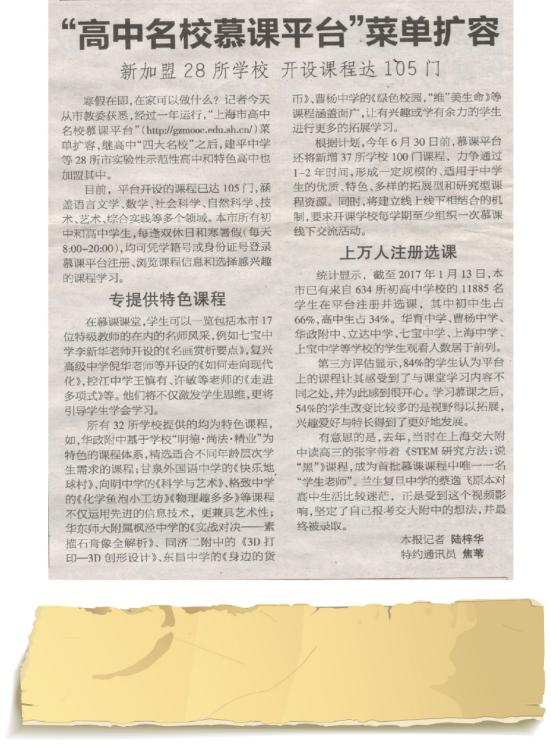 “高中名校慕课平台”菜单扩容
新加盟 28 所学校 开设课程达 105 门
寒假在即,在家可以做什么？记者今天
从市教委获悉,经过一年运行,“上海市高中
名校慕课平台”(http://gzmooc.edu.sh.cn/)菜
单扩容,继高中“四大名校”之后,建平中学
等 28 所市实验性示范性高中和特色高中也
加盟其中。
目前，平台开设的课程已达 105 门,涵
盖语言文学、数学、社会科学、自然科学、技
术、艺术、综合实践等多个领域。本市所有初
中和高中学生,每逢双休日和寒暑假(每天
8:00-20:00),均可凭学籍号或身份证号登录
慕课平台注册、浏览课程信息和选择感兴趣
的课程学习。
专提供特色课程
在慕课课堂,学生可以一览包括本市 17
位特级教师的在内的名师风采,例如七宝中
学李新华老师开设的《名画赏析要点》,复兴
高级中学倪华老师等开设的《如何走向现代
化》,控江中学王慎有、许敏等老师的《走进
多项式》等。他们将不仅激发学生思维,更将
引导学生学会学习。
所有 32 所学校提供的均为特色课程,
如,华政附中基于学校“明德·尚法·精业”为
特色的课程体系,精选适合不同年龄层次学
生需求的课程;甘泉外国语中学的《快乐地
球村》、向明中学的《科学与艺术》、格致中学
的《化学鱼泡小工坊》《物理趣多多》等课程
不仅运用先进的信息技术，更兼具艺术性；
华东师大附属枫泾中学的《实战对决——素
描石膏像全解析》、同济二附中的《3D 打
印—3D 创形设计》、东昌中学的《身边的货
币》、曹杨中学的《绿色校园,“维”美生命》等
课程涵盖面广,让有兴趣或学有余力的学生
进行更多的拓展学习。
根据计划,今年 6 月 30 日前,慕课平台
还将新增 37 所学校 100 门课程，力争通过
1-2 年时间,形成一定规模的、适用于中学
生的优质、特色、多样的拓展型和研究型课
程资源。同时,将建立线上线下相结合的机
制,要求开课学校每学期至少组织一次慕课
线下交流活动。
上万人注册选课
统计显示，截至 2017 年 1 月 13 日,本
市已有来自 634 所初高中学校的 11885 名
学生在平台注册并选课，其中初中生占
66%,高中生占 34%。华育中学、曹杨中学、
华政附中、立达中学、七宝中学、上海中学、
上宝中学等学校的学生观看人数居于前列。
第三方评估显示,84%的学生认为平台
上的课程让其感受到了与课堂学习内容不
同之处,并为此感到很开心。学习慕课之后,
54%的学生改变比较多的是视野得以拓展,
兴趣爱好与特长得到了更好地发展。
有意思的是,去年,当时在上海交大附
中读高三的张宇带着《STEM 研究方法:说
“黑”》课程,成为首批慕课课程中唯一一名
“学生老师”。兰生复旦中学的蔡逸飞原本对
高中生活比较迷茫，正是受到这个视频影
响,坚定了自己报考交大附中的想法,并最
终被录取。
本报记者 陆梓华
特约通讯员 焦苇